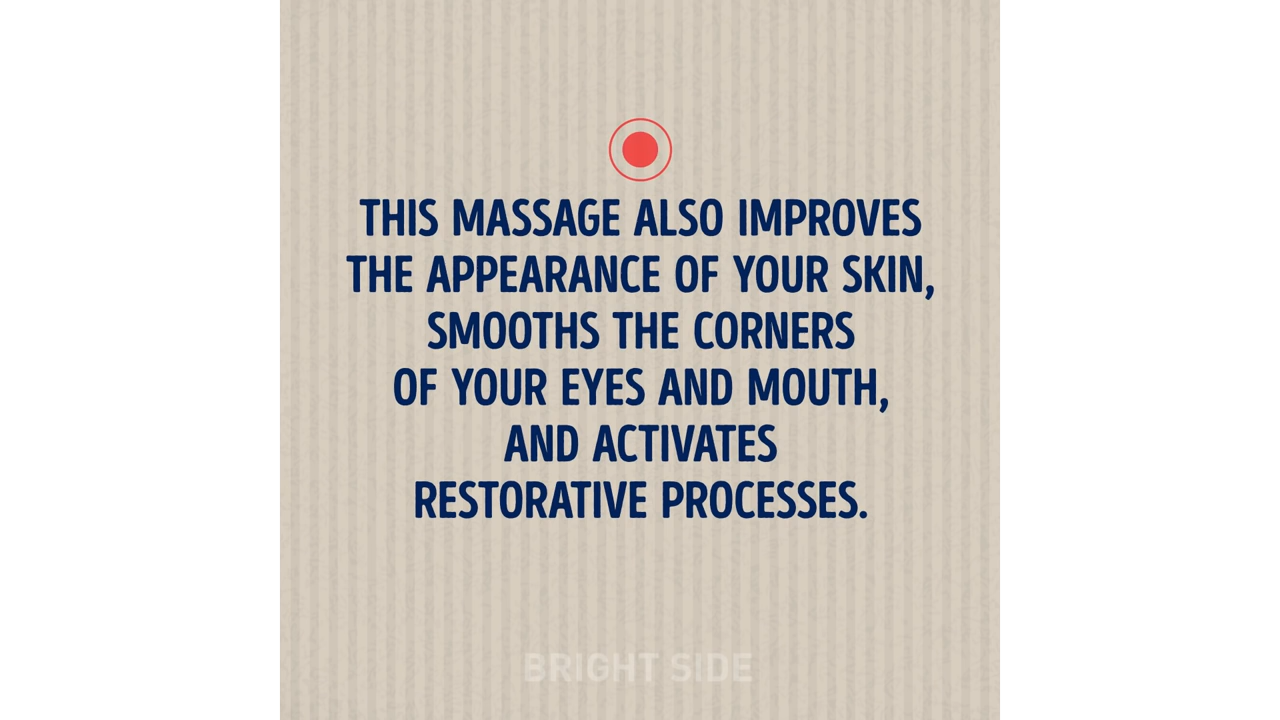 THIS MASSAGE ALSO IMPROVES
THE APPEARANCE OF YOUR SKIN,
SMOOTHS THE CORNERS
OF YOUR EYES AND MOUTH,
AND ACTIVATES
RESTORATIVE PROCESSES.
BRIGHT SIDE